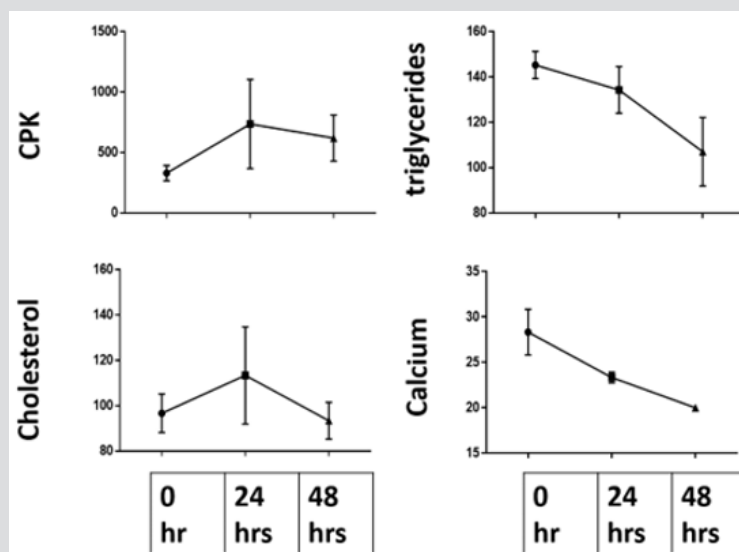 CPK
1500
1000
500
0
triglycerides
160
140
120
100
80
Cholesterol
160
140
120
100
80
Calcium
35
30
25
20
15
0 hr
24 hrs
48 hrs
0 hr
24 hrs
48 hrs